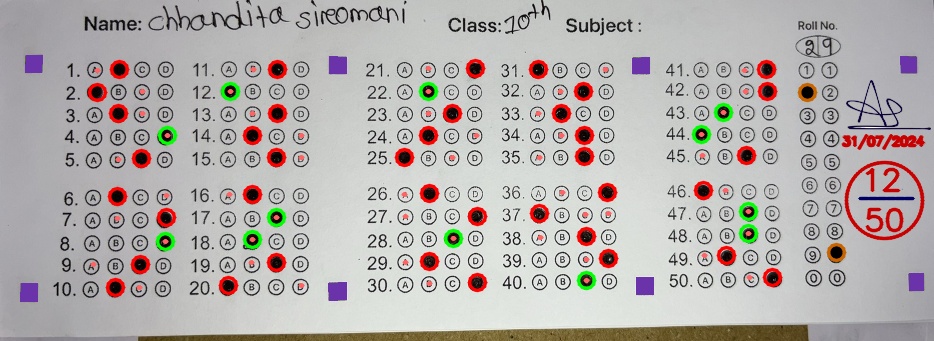 Name: chhandita sireomani Class: 10th Subject :
Roll No.
29
1. A B C D 11. A B C D 21. A B C D 31. A B C D 41. A B C D 1 1
2. A B C D 12. A B C D 22. A B C D 32. A B C D 42. A B C D 2
3. A B C D 13. A B C D 23. A B C D 33. A B C D 43. A B C D 3 3
4. A B C D 14. A B C D 24. A B C D 34. A B C D 44. A B C D 4 4
31/07/2024
5. A B C D 15. A B C D 25. A B C D 35. A B C D 45. A B C D 5 5
6. A B C D 16. A B C D 26. A B C D 36. A B C D 46. A B C D 6 6
7. A B C D 17. A B C D 27. A B C D 37. A B C D 47. A B C D 7 7
8. A B C D 18. A B C D 28. A B C D 38. A B C D 48. A B C D 8 8
9. A B C D 19. A B C D 29. A B C D 39. A B C D 49. A B C D 9
10. A B C D 20. A B C D 30. A B C D 40. A B C D 50. A B C D 0 0
12
50